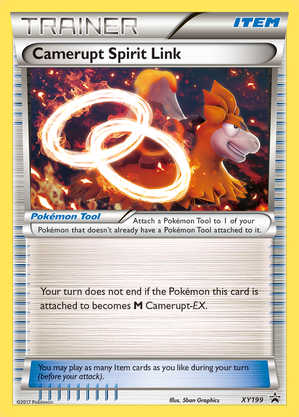 TRAINER ITEM
Camerupt Spirit Link
Pokémon Tool
Attach a Pokémon Tool to 1 of your
Pokémon that doesn't already have a Pokémon Tool attached to it.
Your turn does not end if the Pokémon this card is
attached to becomes M Camerupt-EX.
You may play as many Item cards as you like during your turn
(before your attack).
©2017 Pokémon
Illus. 5ban Graphics
XY199